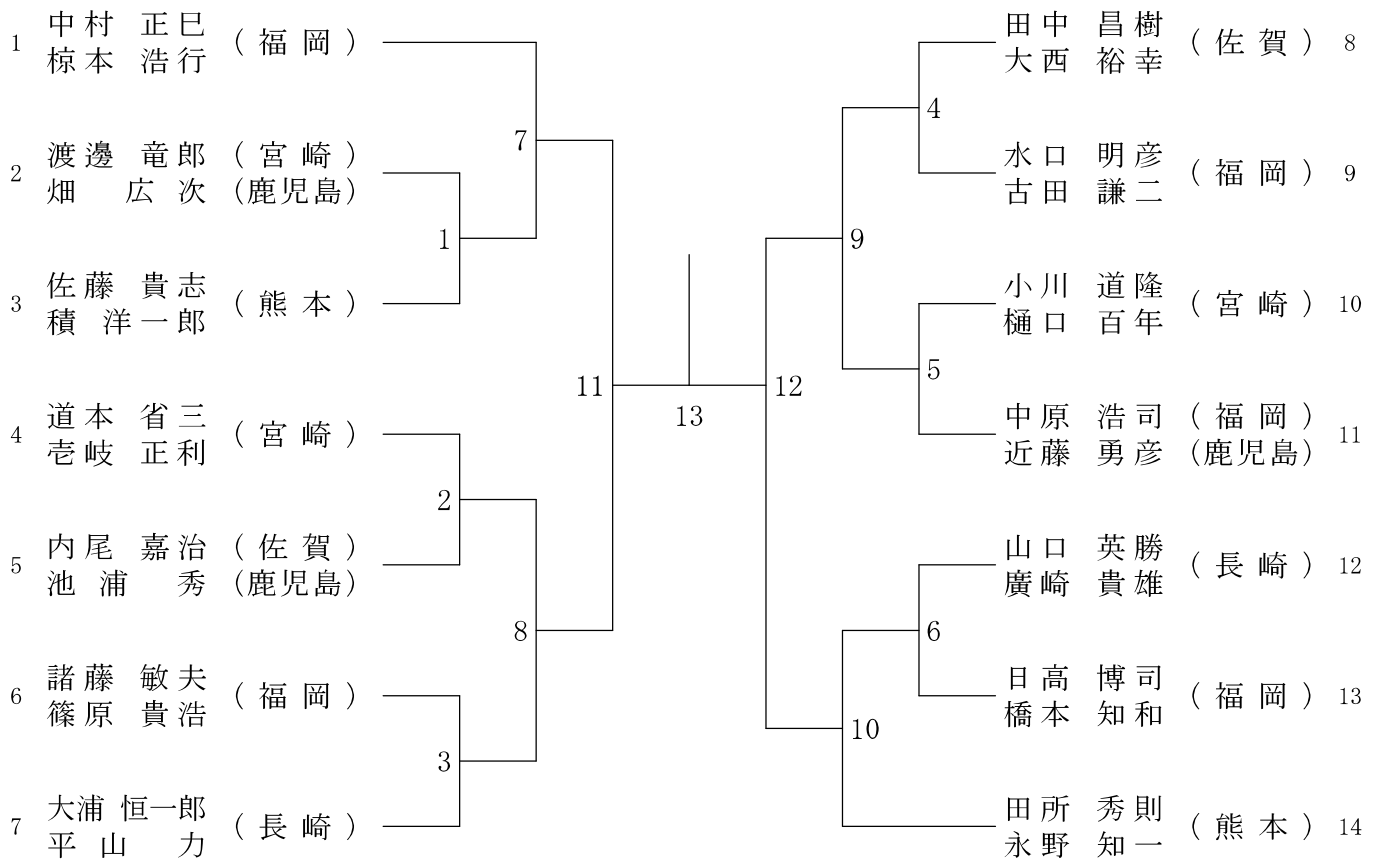 1 中村 正巳 (福岡)
椋本 浩行
2 渡邊 竜郎 (宮崎)
畑 広次 (鹿児島)
3 佐藤 貴志 (熊本)
積 洋一郎
4 道本 省三 (宮崎)
壱岐 正利
5 内尾 嘉治 (佐賀)
池浦 秀 (鹿児島)
6 諸藤 敏夫 (福岡)
篠原 貴浩
7 大浦 恒一郎 (長崎)
平山 力
7
1
2
8
3
11
13
12
4
9
5
6
10
田中 昌樹 (佐賀) 8
大西 裕幸
水口 明彦 (福岡) 9
古田 謙二
小川 道隆 (宮崎) 10
樋口 百年
中原 浩司 (福岡) 11
近藤 勇彦 (鹿児島)
山口 英勝 (長崎) 12
廣崎 貴雄
日高 博司 (福岡) 13
橋本 知和
田所 秀則 (熊本) 14
永野 知一